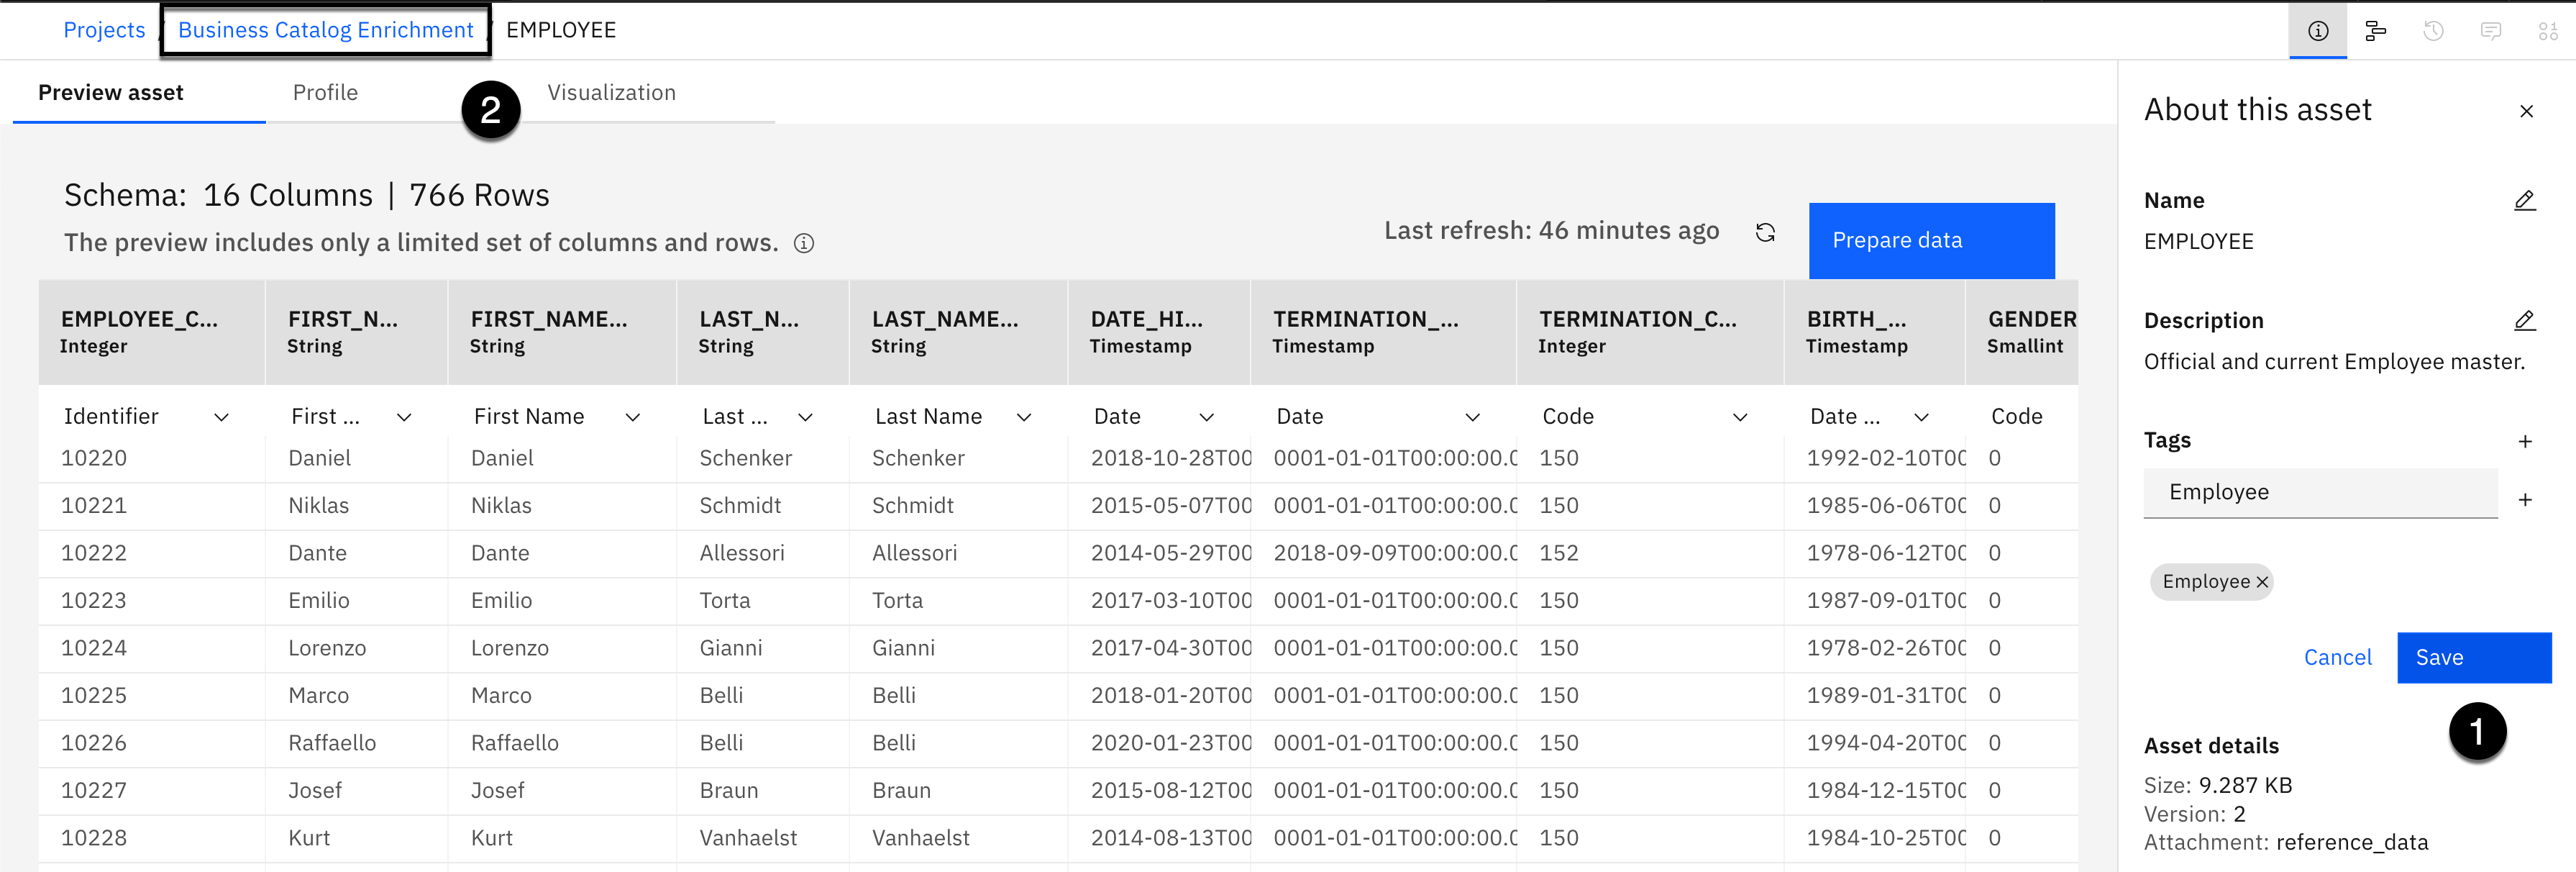 Projects / Business Catalog Enrichment / EMPLOYEE
Preview asset Profile Visualization
2
Schema: 16 Columns | 766 Rows
The preview includes only a limited set of columns and rows.
Last refresh: 46 minutes ago
Prepare data
EMPLOYEE_C... FIRST_N... FIRST_NAME... LAST_N... LAST_NAME... DATE_HI... TERMINATION_... TERMINATION_C... BIRTH_... GENDER
Integer String String String String Timestamp Timestamp Integer Timestamp Smallint
Identifier First ... First Name Last ... Last Name Date Date Code Date ... Code
10220 Daniel Daniel Schenker Schenker 2018-10-28T00 0001-01-01T00:00:00.0 150 1992-02-10T00 0
10221 Niklas Niklas Schmidt Schmidt 2015-05-07T00 0001-01-01T00:00:00.0 150 1985-06-06T00 0
10222 Dante Dante Allessori Allessori 2014-05-29T00 2018-09-09T00:00:00.0 152 1978-06-12T00 0
10223 Emilio Emilio Torta Torta 2017-03-10T00 0001-01-01T00:00:00.0 150 1987-09-01T00 0
10224 Lorenzo Lorenzo Gianni Gianni 2017-04-30T00 0001-01-01T00:00:00.0 150 1978-02-26T00 0
10225 Marco Marco Belli Belli 2018-01-20T00 0001-01-01T00:00:00.0 150 1989-01-31T00 0
10226 Raffaello Raffaello Belli Belli 2020-01-23T00 0001-01-01T00:00:00.0 150 1994-04-20T00 0
10227 Josef Josef Braun Braun 2015-08-12T00 0001-01-01T00:00:00.0 150 1984-12-15T00 0
10228 Kurt Kurt Vanhaelst Vanhaelst 2014-08-13T00 0001-01-01T00:00:00.0 150 1984-10-25T00 0
About this asset
Name
EMPLOYEE
Description
Official and current Employee master.
Tags
Employee
Employee
Cancel Save
1
Asset details
Size: 9.287 KB
Version: 2
Attachment: reference_data